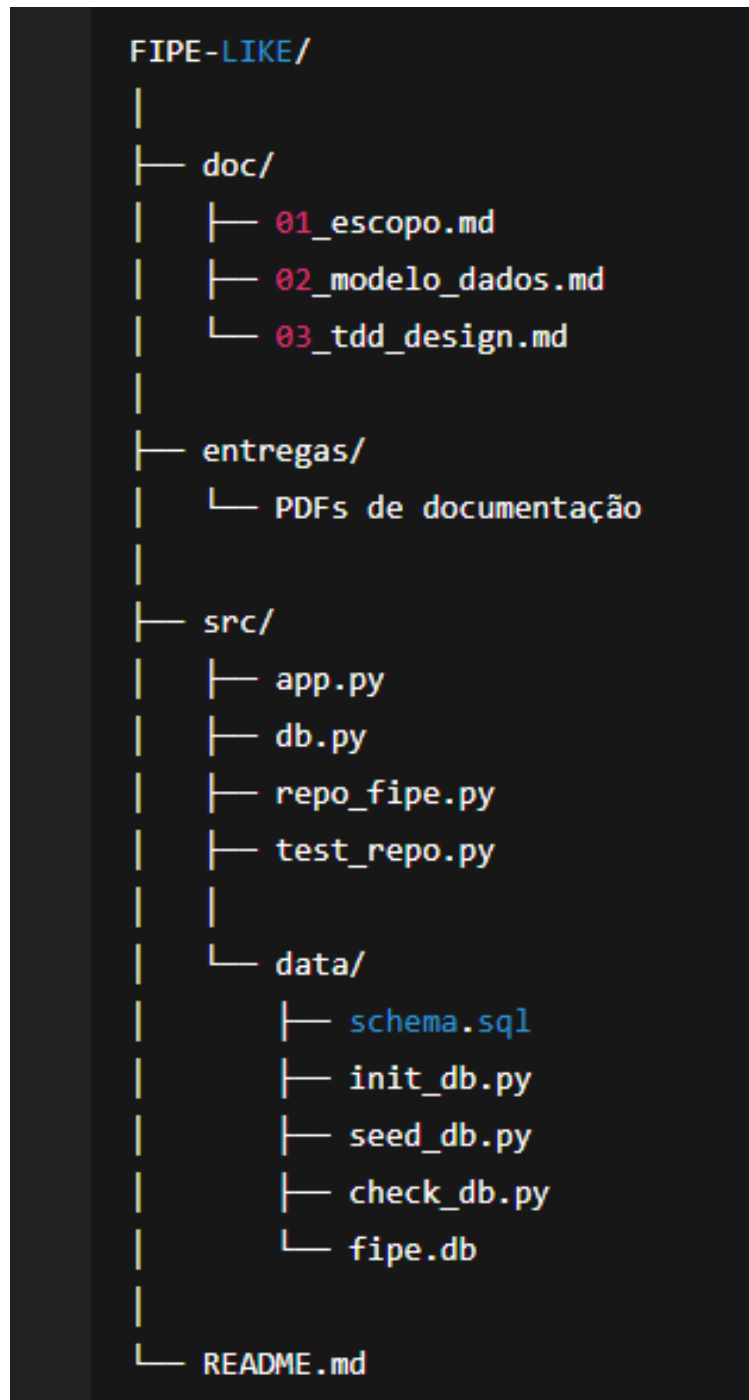 FIPE-LIKE/
│
├── doc/
│   ├── 01_escopo.md
│   ├── 02_modelo_dados.md
│   └── 03_tdd_design.md
│
├── entregas/
│   └── PDFs de documentação
│
├── src/
│   ├── app.py
│   ├── db.py
│   ├── repo_fipe.py
│   ├── test_repo.py
│   │
│   └── data/
│       ├── schema.sql
│       ├── init_db.py
│       ├── seed_db.py
│       ├── check_db.py
│       └── fipe.db
│
└── README.md